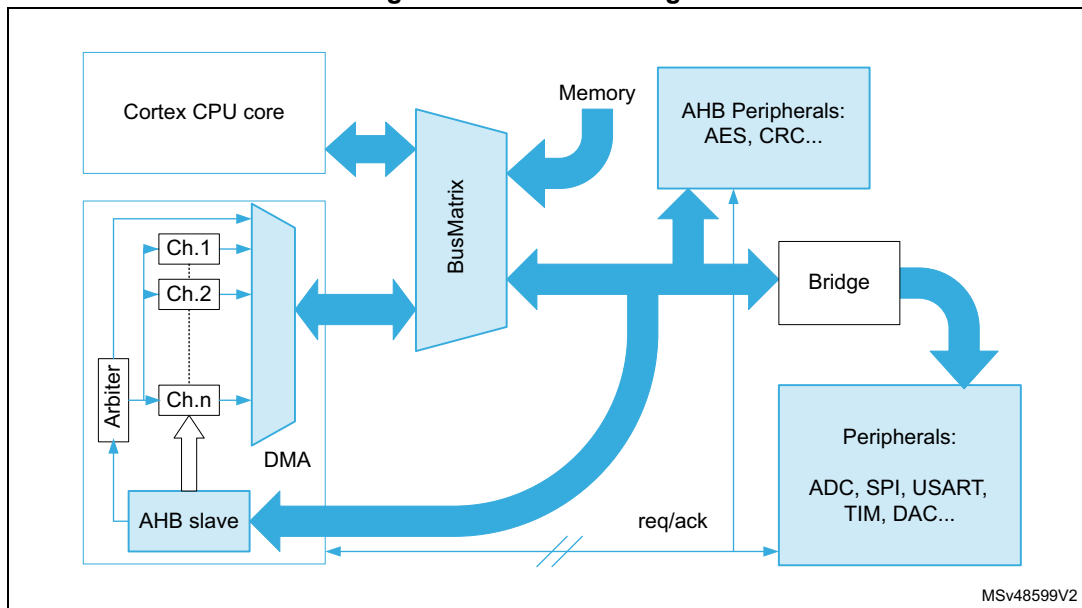 Cortex CPU core
Memory
AHB Peripherals:
AES, CRC...
BusMatrix
Ch.1
Ch.2
Bridge
Arbiter
Ch.n
DMA
Peripherals:
ADC, SPI, USART,
TIM, DAC...
AHB slave
req/ack
MSv48599V2